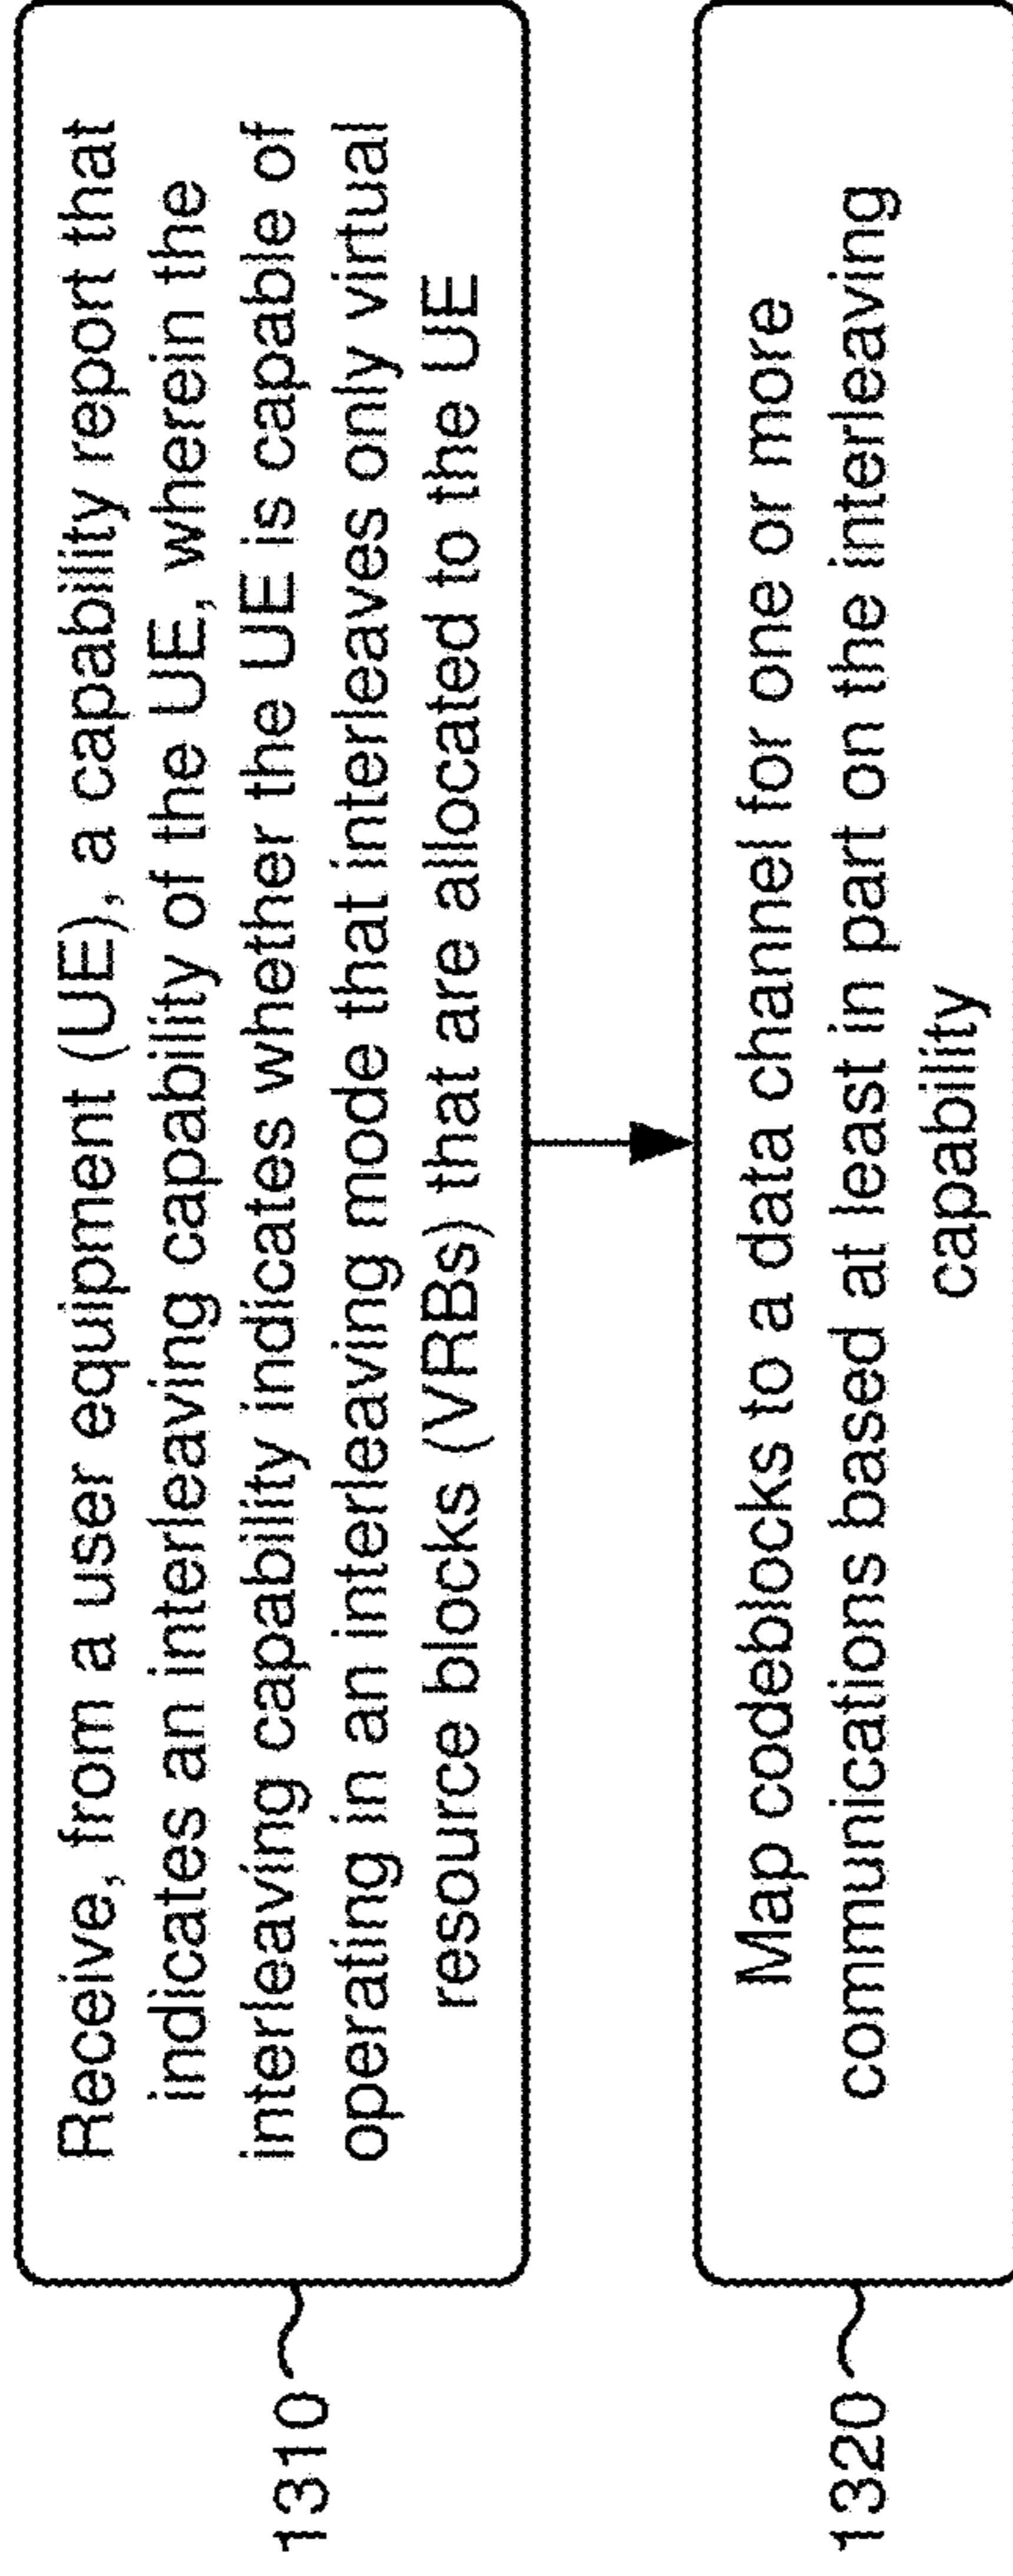 1310
Receive, from a user equipment (UE), a capability report that
indicates an interleaving capability of the UE, wherein the
interleaving capability indicates whether the UE is capable of
operating in an interleaving mode that interleaves only virtual
resource blocks (VRBs) that are allocated to the UE
1320
Map codeblocks to a data channel for one or more
communications based at least in part on the interleaving
capability